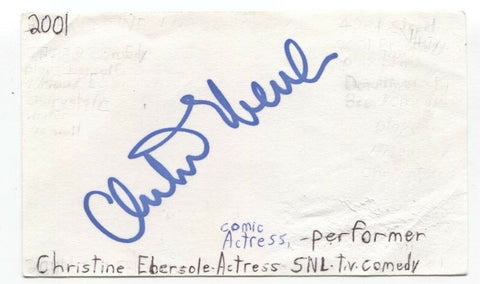 2001
Christine Ebersole
comic
Actress, -performer
Christine Ebersole-Actress SNL-t.v. comedy